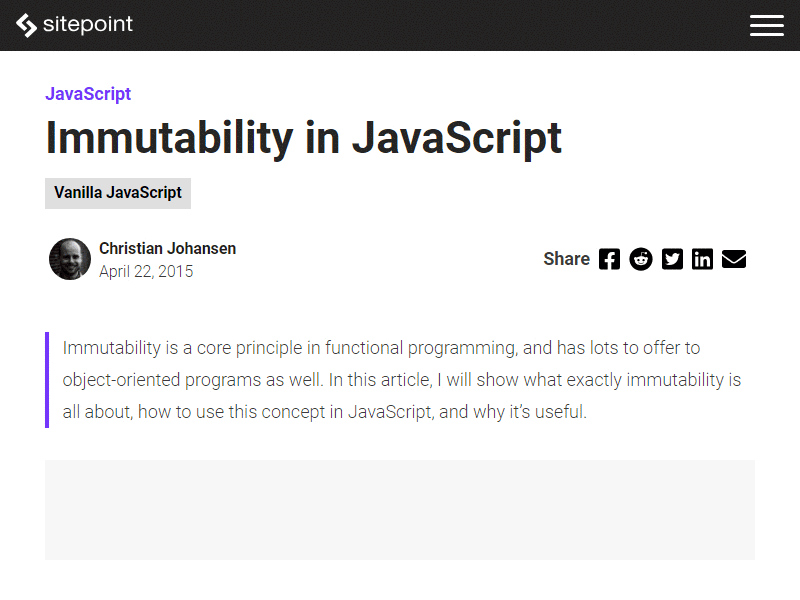 sitepoint
JavaScript
Immutability in JavaScript
Vanilla JavaScript
Christian Johansen
April 22, 2015
Share
Immutability is a core principle in functional programming, and has lots to offer to
object-oriented programs as well. In this article, I will show what exactly immutability is
all about, how to use this concept in JavaScript, and why it’s useful.